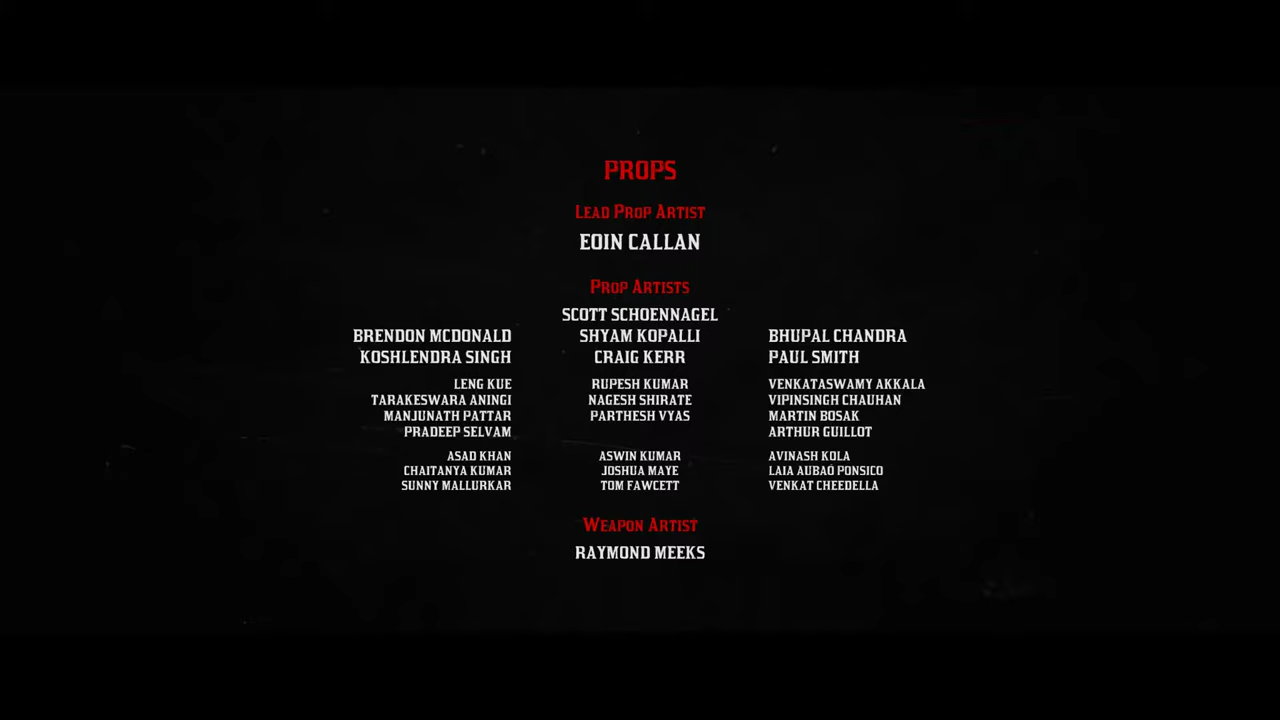 PROPS
LEAD PROP ARTIST
EOIN CALLAN
PROP ARTISTS
SCOTT SCHOENNAGEL
BRENDON MCDONALD SHYAM KOPALLI BHUPAL CHANDRA
KOSHLENDRA SINGH CRAIG KERR PAUL SMITH
LENG KUE RUPESH KUMAR VENKATASWAMY AKKALA
TARAKESWARA ANINGI NAGESH SHIRATE VIPINSINGH CHAUHAN
MANJUNATH PATTAR PARTHESH VYAS MARTIN BOSAK
PRADEEP SELVAM ARTHUR GUILLOT
ASAD KHAN ASWIN KUMAR AVINASH KOLA
CHAITANYA KUMAR JOSHUA MAYE LAIA AUBAÓ PONSICO
SUNNY MALLURKAR TOM FAWCETT VENKAT CHEEDELLA
WEAPON ARTIST
RAYMOND MEEKS